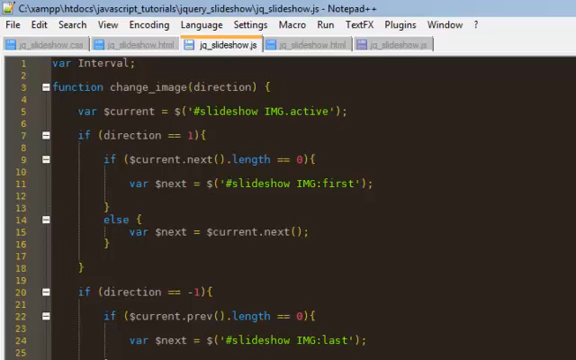 C:\xampp\htdocs\javascript_tutorials\jquery_slideshow\jq_slideshow.js - Notepad++
File Edit Search View Encoding Language Settings Macro Run TextFX Plugins Window ?
jq_slideshow.css jq_slideshow.html jq_slideshow.js jq_slideshow.html jq_slideshow.js
1 var Interval;
2
3 function change_image(direction) {
4
5 var $current = $('#slideshow IMG.active');
6
7 if (direction == 1){
8
9 if ($current.next().length == 0){
10
11 var $next = $('#slideshow IMG:first');
12
13 }
14 else {
15 var $next = $current.next();
16 }
17
18 }
19
20 if (direction == -1){
21
22 if ($current.prev().length == 0){
23
24 var $next = $('#slideshow IMG:last');
25